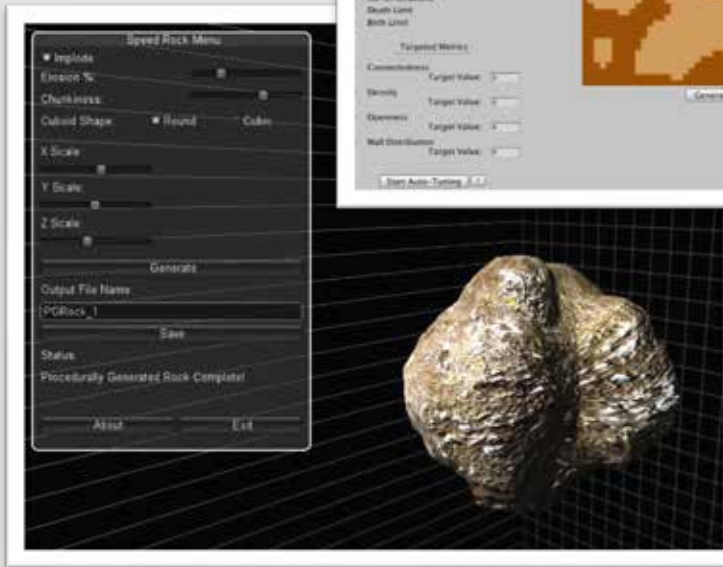 Speed Rock Menu
Implode
Erosion %:
Chunkiness:
Cuboid Shape: Round Cubic
X Scale
Y Scale:
Z Scale
Generate
Output File Name
PGRock_1
Save
Status
Procedurally Generated Rock Complete!
About Exit
Death Limit
Birth Limit
Targeted Metrics
Connectedness
Target Value:
Density
Target Value:
Openness
Target Value:
Wall Distribution
Target Value:
Start Auto-Tuning